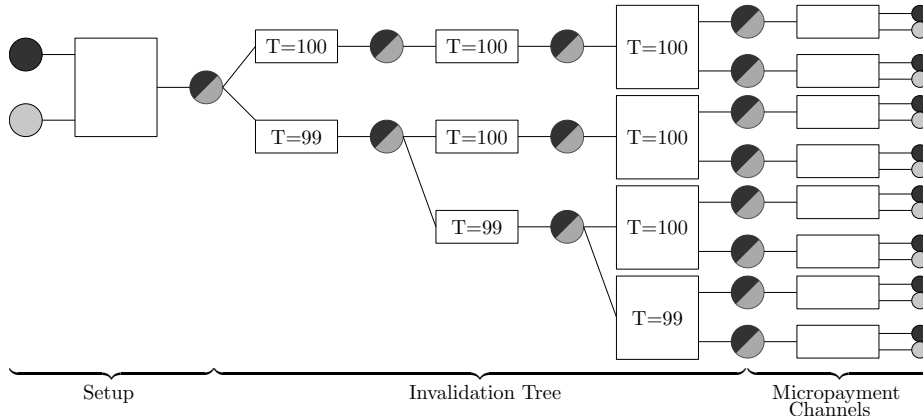 T=100
T=100
T=100
T=99
T=100
T=100
T=99
T=100
T=99
Setup
Invalidation Tree
Micropayment
Channels